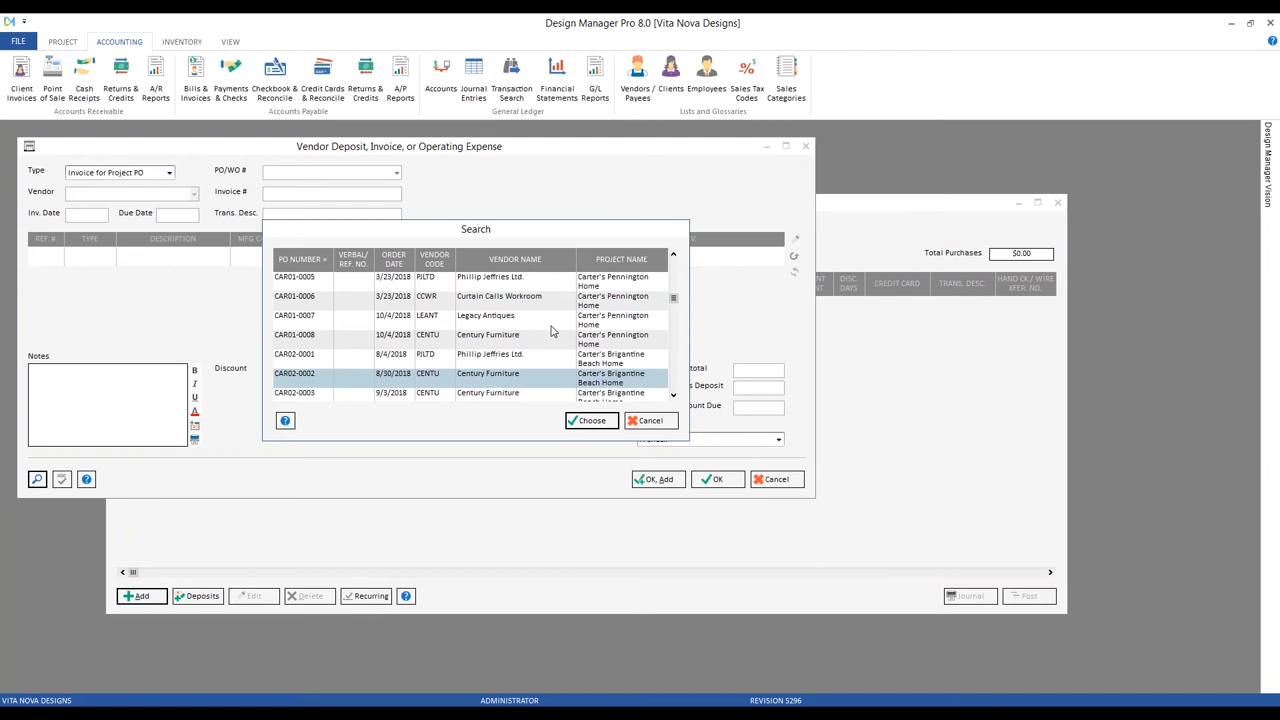 Design Manager Pro 8.0 [Vita Nova Designs]
FILE PROJECT ACCOUNTING INVENTORY VIEW
Client Invoices
Point of Sale
Cash Receipts
Returns & Credits
A/R Reports
Bills & Invoices
Payments & Checks
Checkbook & Reconcile
Credit Cards & Reconcile
Returns & Credits
A/P Reports
Accounts
Journal Entries
Transaction Search
Financial Statements
G/L Reports
Vendors / Payees
Clients
Employees
Sales Tax Codes
Sales Categories
Accounts Receivable
Accounts Payable
General Ledger
Lists and Glossaries
Design Manager Vision
Vendor Deposit, Invoice, or Operating Expense
Type Invoice for Project PO PO/WO #
Vendor Invoice #
Inv. Date Due Date Trans. Desc.
REF. # TYPE DESCRIPTION
Total Purchases $0.00
DISC. DAYS CREDIT CARD TRANS. DESC. HAND CK / WIRE XFER. NO.
Search
PO NUMBER VERBAL/ REF. NO. ORDER DATE VENDOR CODE VENDOR NAME PROJECT NAME
CAR01-0005 3/23/2018 PJLTD Phillip Jeffries Ltd. Carter's Pennington Home
CAR01-0006 3/23/2018 CCWR Curtain Calls Workroom Carter's Pennington Home
CAR01-0007 10/4/2018 LEANT Legacy Antiques Carter's Pennington Home
CAR01-0008 10/4/2018 CENTU Century Furniture Carter's Pennington Home
CAR02-0001 8/4/2018 PJLTD Phillip Jeffries Ltd. Carter's Brigantine Beach Home
CAR02-0002 8/30/2018 CENTU Century Furniture Carter's Brigantine Beach Home
CAR02-0003 9/3/2018 CENTU Century Furniture Carter's Brigantine
Choose Cancel
Notes
Discount
B
I
U
A
Deposit
OK, Add OK Cancel
Add Deposits Edit Delete Recurring Journal Post
VITA NOVA DESIGNS ADMINISTRATOR REVISION 5296